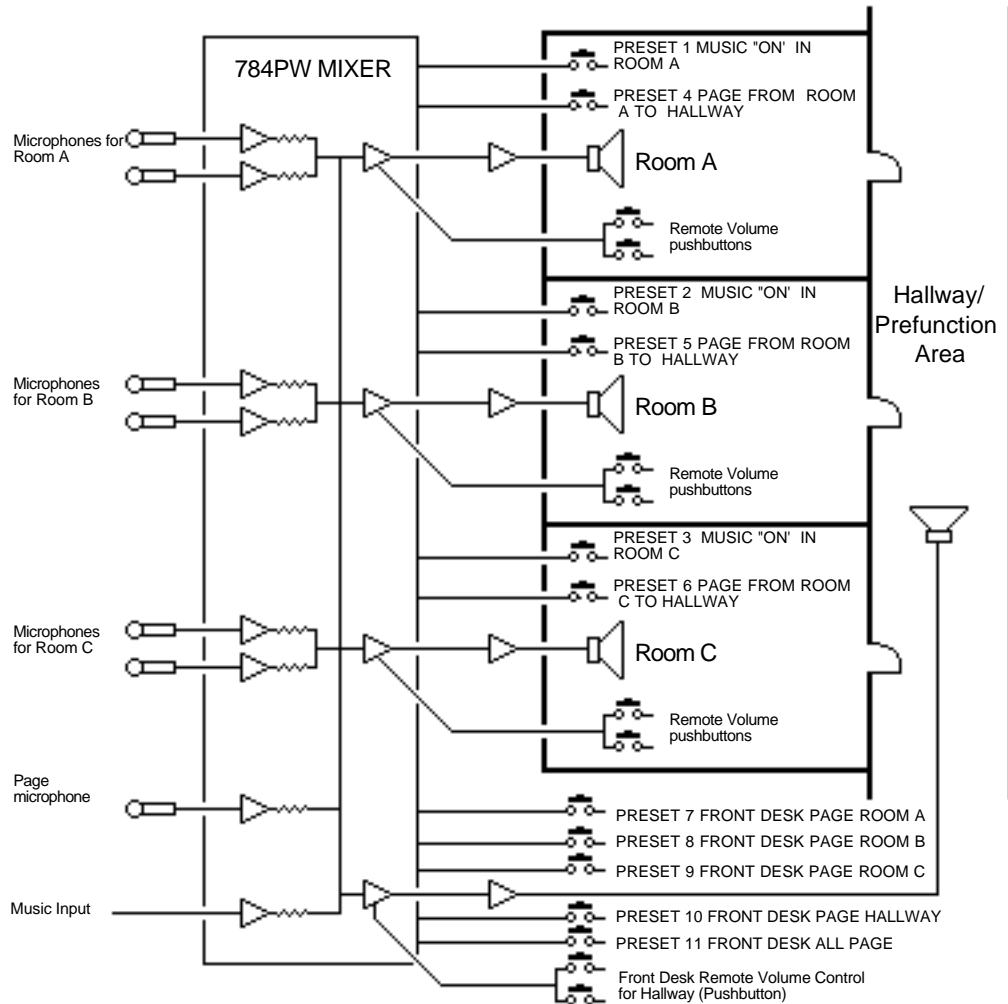 784PW MIXER
PRESET 1 MUSIC "ON' IN
ROOM A
PRESET 4 PAGE FROM ROOM
A TO HALLWAY
Microphones for
Room A
Room A
Remote Volume
pushbuttons
PRESET 2 MUSIC "ON' IN
ROOM B
Hallway/
Prefunction
Area
PRESET 5 PAGE FROM ROOM
B TO HALLWAY
Microphones
for Room B
Room B
Remote Volume
pushbuttons
PRESET 3 MUSIC "ON' IN
ROOM C
PRESET 6 PAGE FROM ROOM
C TO HALLWAY
Microphones
for Room C
Room C
Remote Volume
pushbuttons
Page
microphone
PRESET 7 FRONT DESK PAGE ROOM A
PRESET 8 FRONT DESK PAGE ROOM B
PRESET 9 FRONT DESK PAGE ROOM C
Music Input
PRESET 10 FRONT DESK PAGE HALLWAY
PRESET 11 FRONT DESK ALL PAGE
Front Desk Remote Volume Control
for Hallway (Pushbutton)